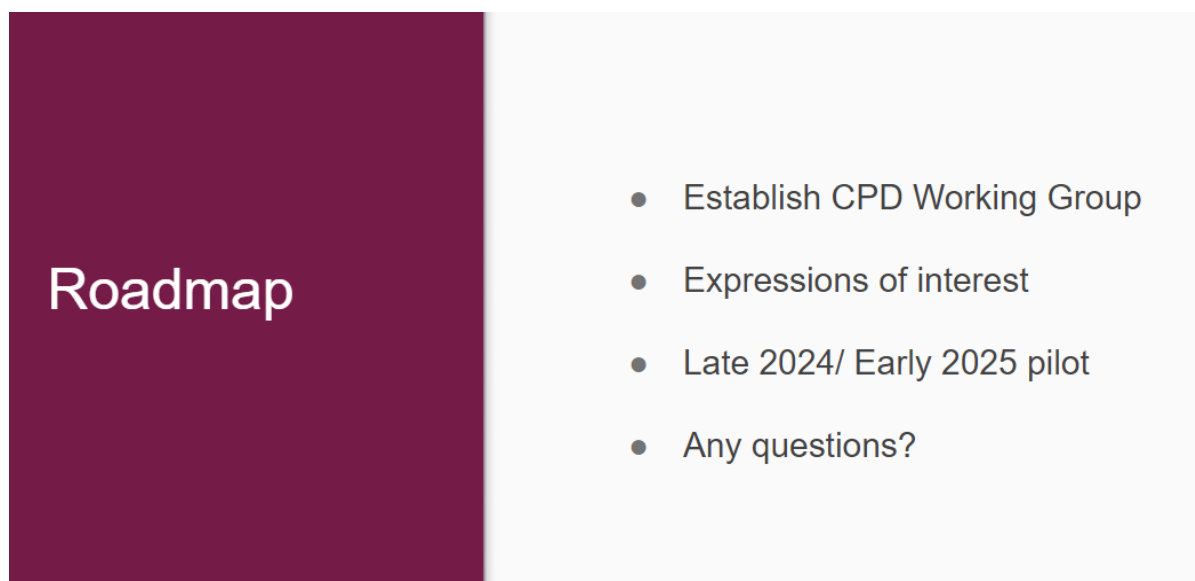 Roadmap
● Establish CPD Working Group
● Expressions of interest
● Late 2024/ Early 2025 pilot
● Any questions?